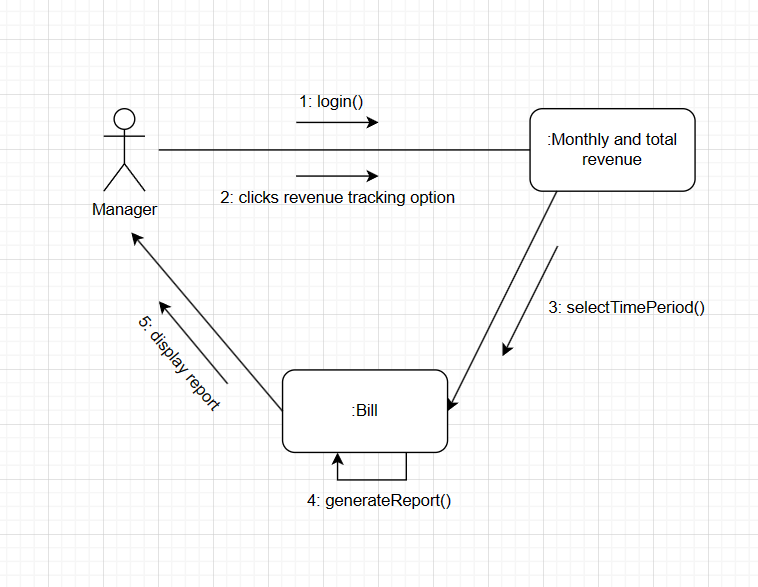 1: login()
:Monthly and total
revenue
2: clicks revenue tracking option
Manager
3: selectTimePeriod()
5: display report
:Bill
4: generateReport()